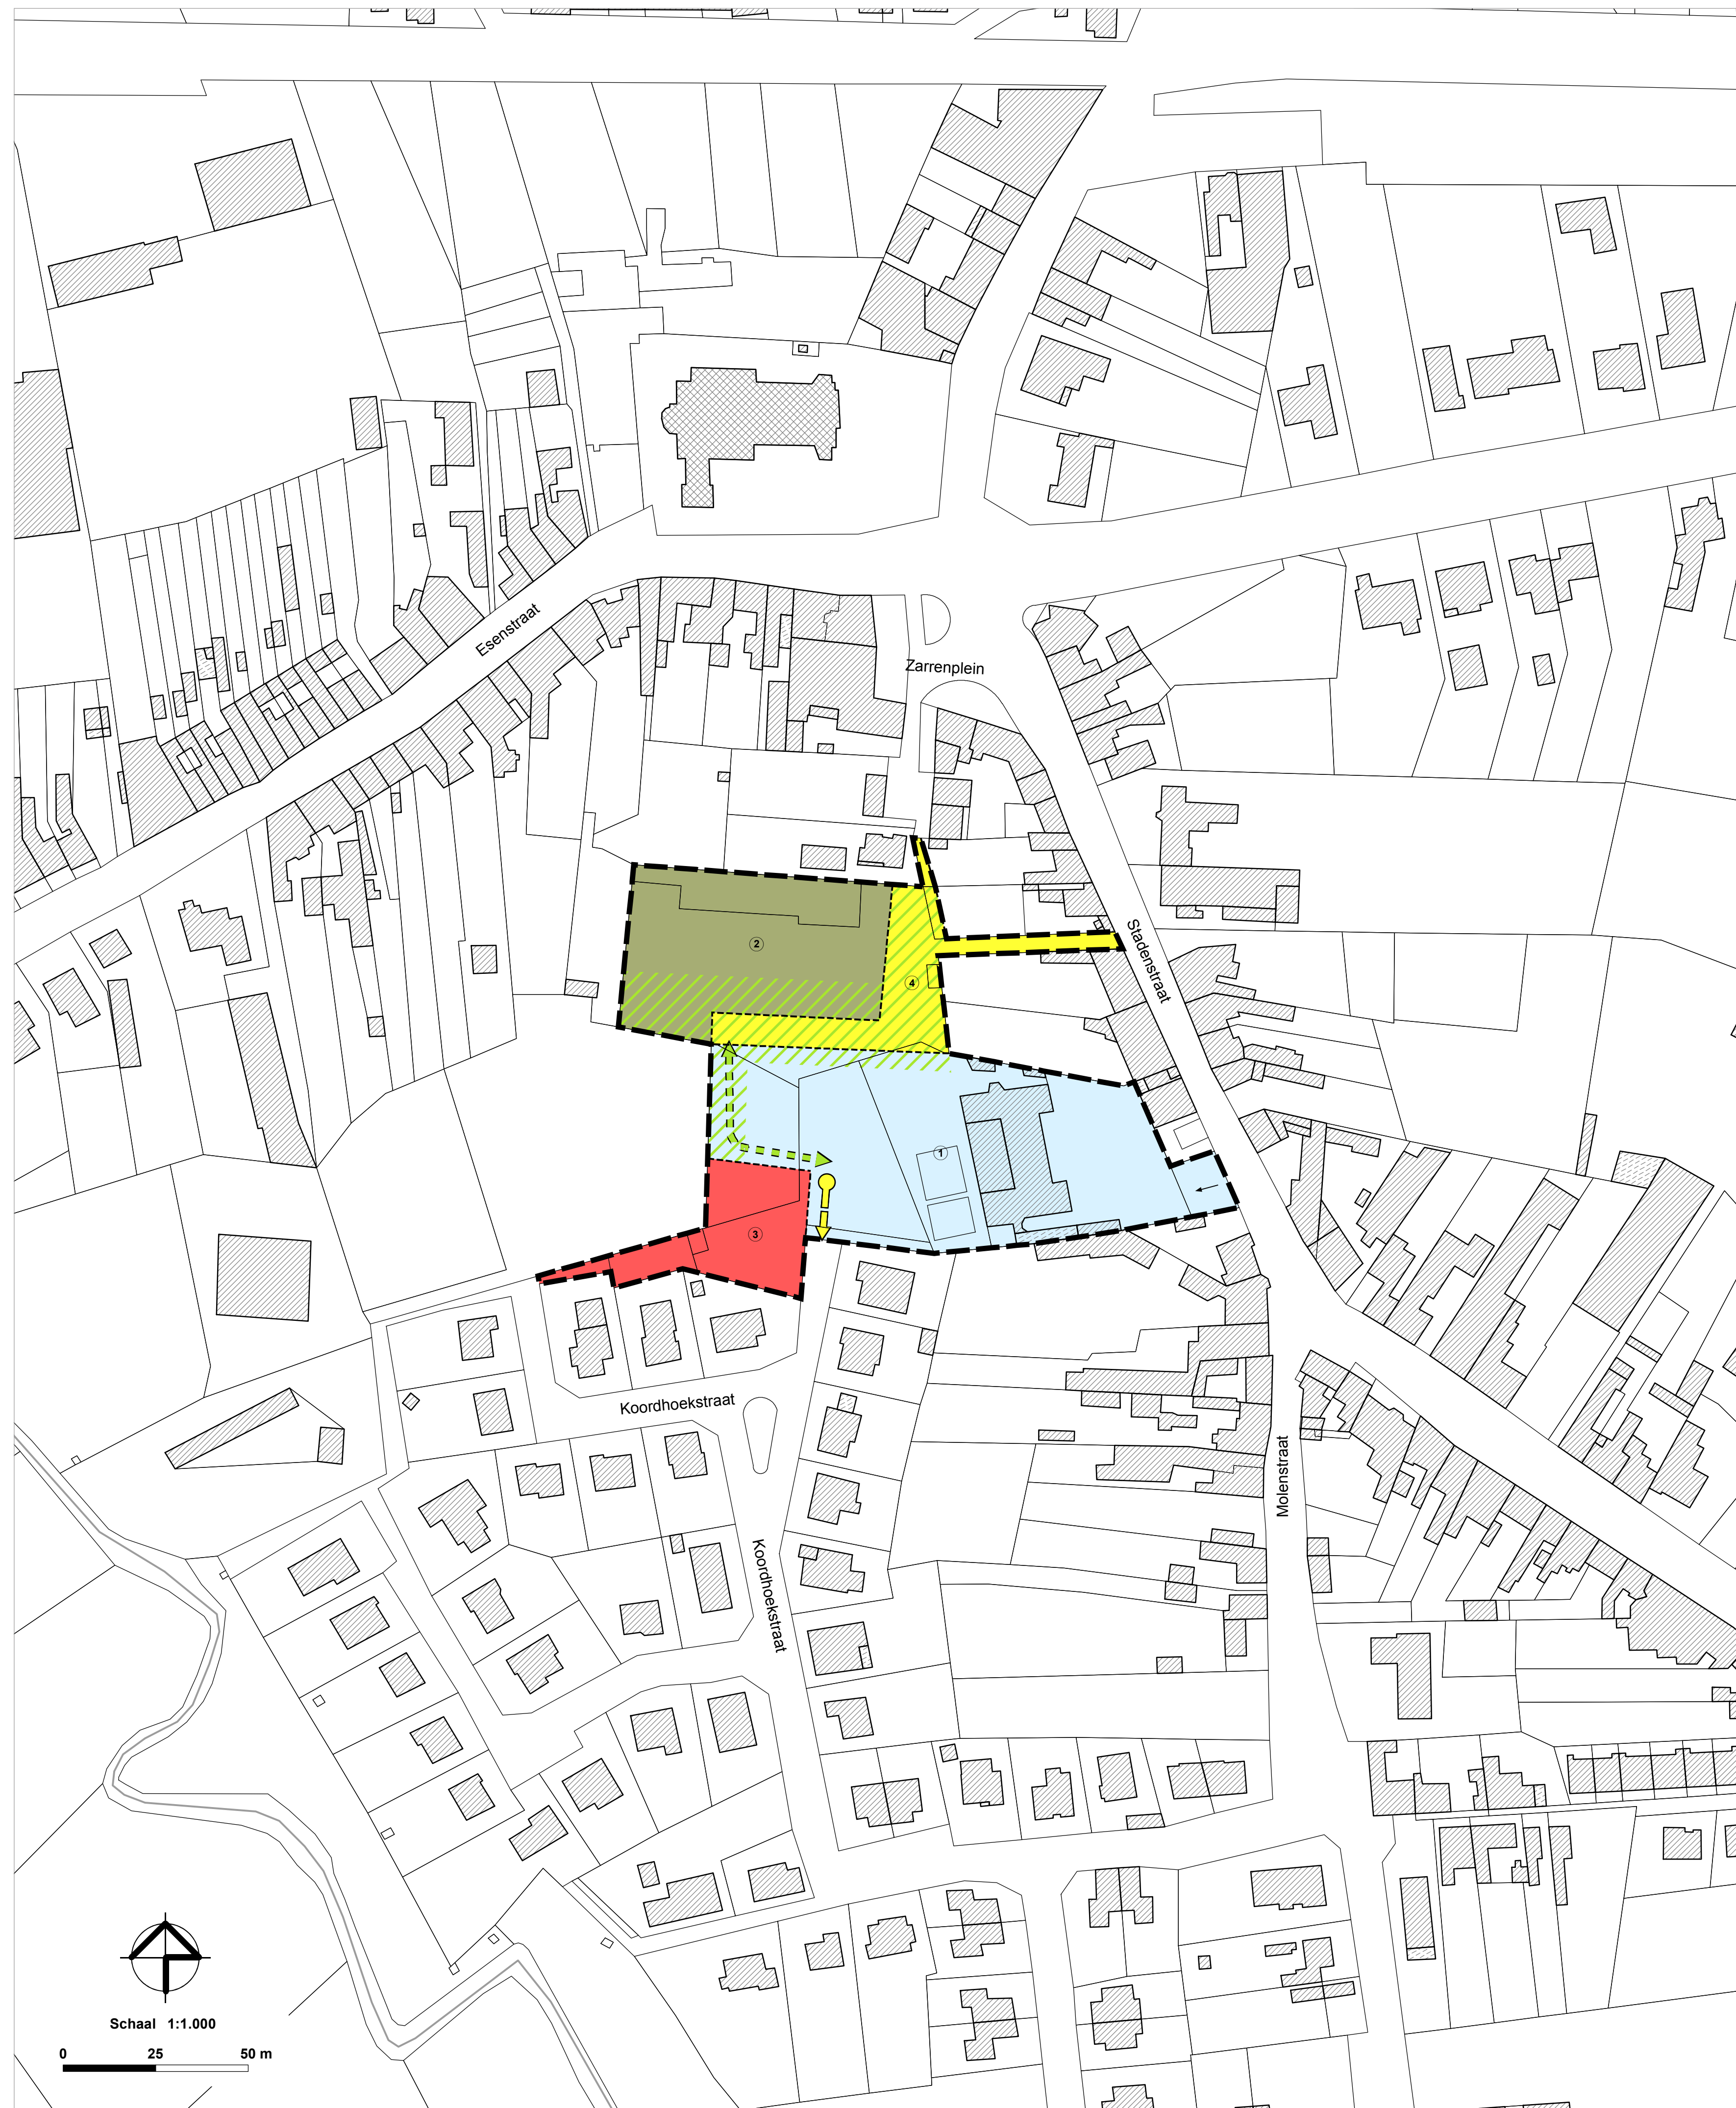 Esenstraat
Zarrenplein
Stadenstraat
②
④
①
③
Koordhoekstraat
Koordhoekstraat
Molenstraat
Schaal 1:1.000
0 25 50 m